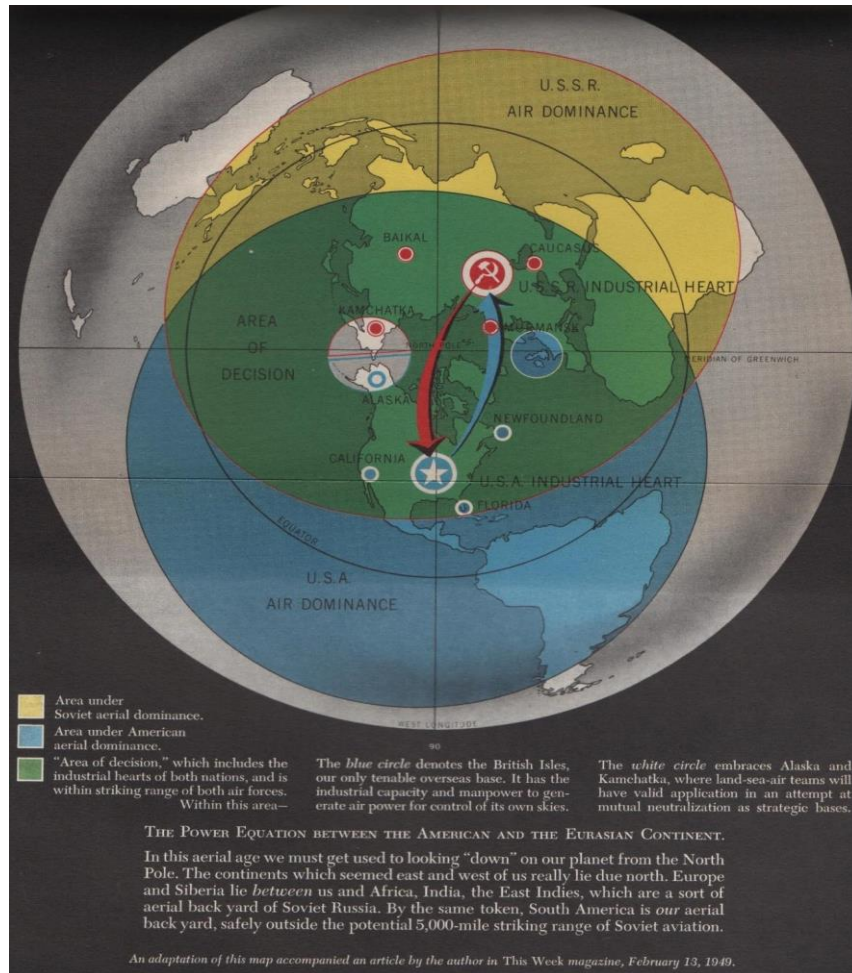 U.S.S.R.
AIR DOMINANCE
BAIKAL
CAUCASUS
U.S.S.R. INDUSTRIAL HEART
KAMCHATKA
MURMANSK
AREA
OF
DECISION
NORTH POLE
MERIDIAN OF GREENWICH
ALASKA
NEWFOUNDLAND
CALIFORNIA
U.S.A. INDUSTRIAL HEART
FLORIDA
EQUATOR
U.S.A.
AIR DOMINANCE
WEST LONGITUDE
90
Area under
Soviet aerial dominance.
Area under American
aerial dominance.
"Area of decision," which includes the
industrial hearts of both nations, and is
within striking range of both air forces.
Within this area—
The blue circle denotes the British Isles,
our only tenable overseas base. It has the
industrial capacity and manpower to gen-
erate air power for control of its own skies.
The white circle embraces Alaska and
Kamchatka, where land-sea-air teams will
have valid application in an attempt at
mutual neutralization as strategic bases.
THE POWER EQUATION BETWEEN THE AMERICAN AND THE EURASIAN CONTINENT.
In this aerial age we must get used to looking "down" on our planet from the North
Pole. The continents which seemed east and west of us really lie due north. Europe
and Siberia lie between us and Africa, India, the East Indies, which are a sort of
aerial back yard of Soviet Russia. By the same token, South America is our aerial
back yard, safely outside the potential 5,000-mile striking range of Soviet aviation.
An adaptation of this map accompanied an article by the author in This Week magazine, February 13, 1949.